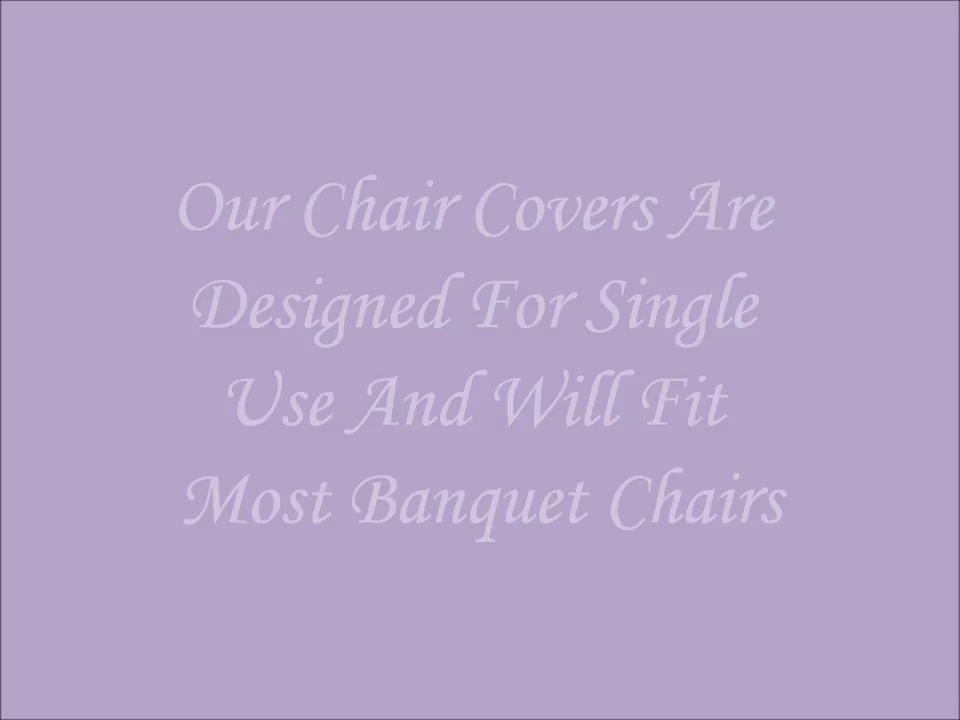 Our Chair Covers Are
Designed For Single
Use And Will Fit
Most Banquet Chairs